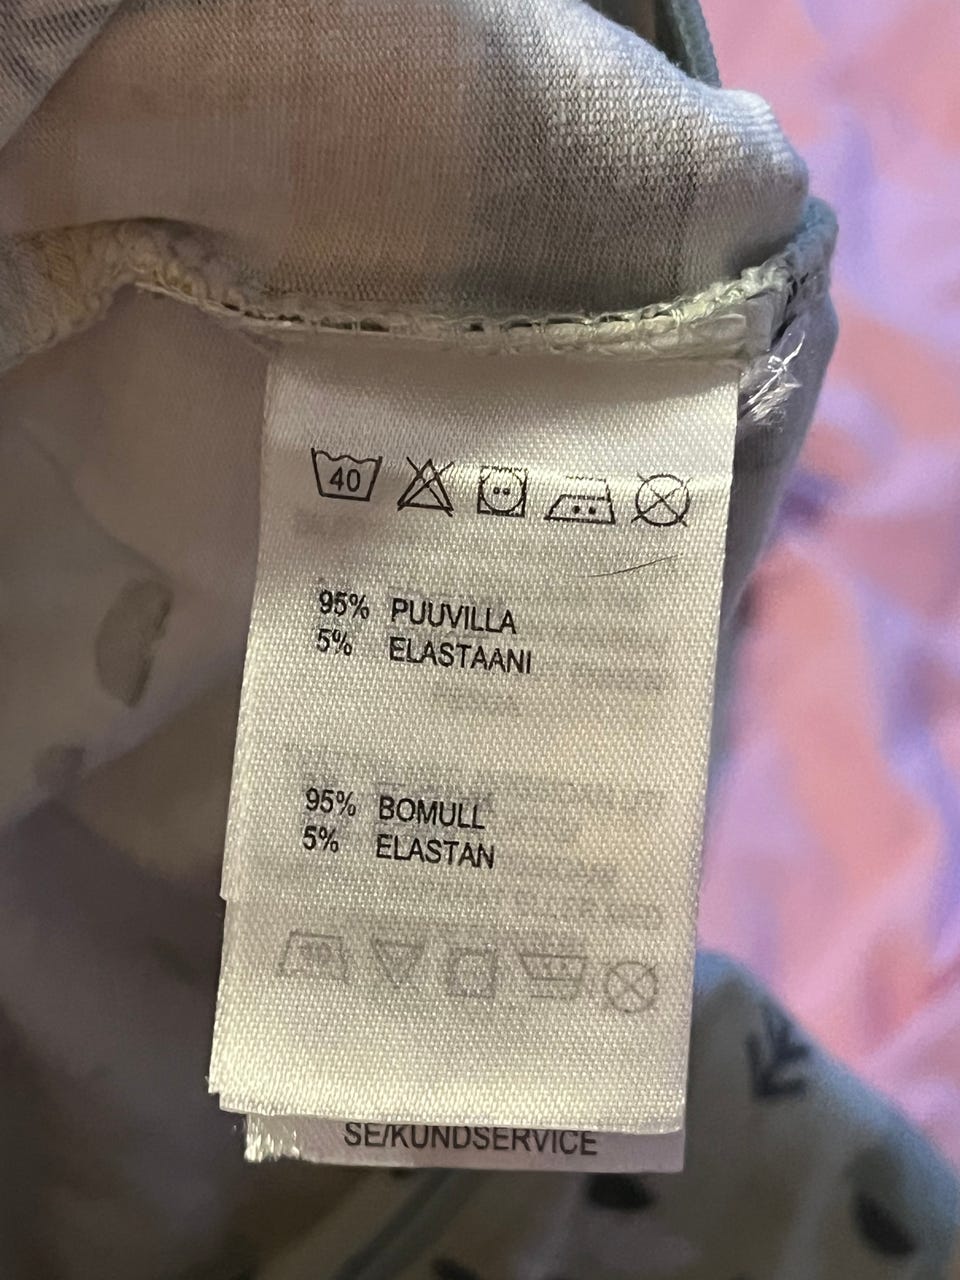 40
95% PUUVILLA
5% ELASTAANI
95% BOMULL
5% ELASTAN
SE/KUNDSERVICE